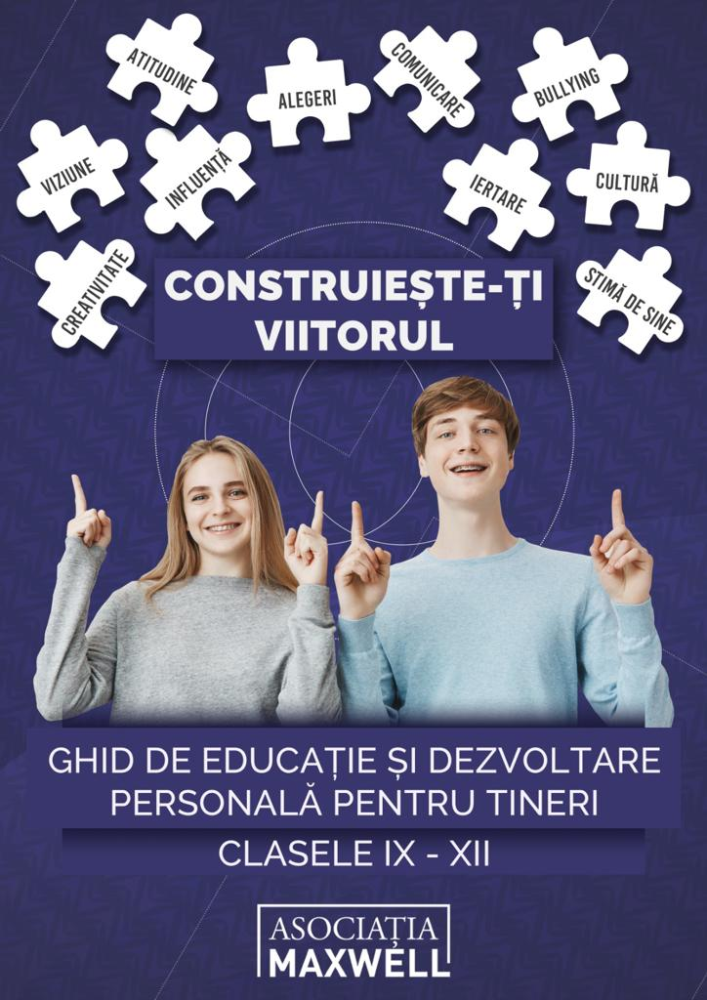 ATITUDINE
ALEGERI
COMUNICARE
BULLYING
VIZIUNE
INFLUENȚĂ
IERTARE
CULTURĂ
CREATIVITATE
STIMĂ DE SINE
CONSTRUIEȘTE-ȚI
VIITORUL
GHID DE EDUCAȚIE ȘI DEZVOLTARE
PERSONALĂ PENTRU TINERI
CLASELE IX - XII
ASOCIAȚIA
MAXWELL